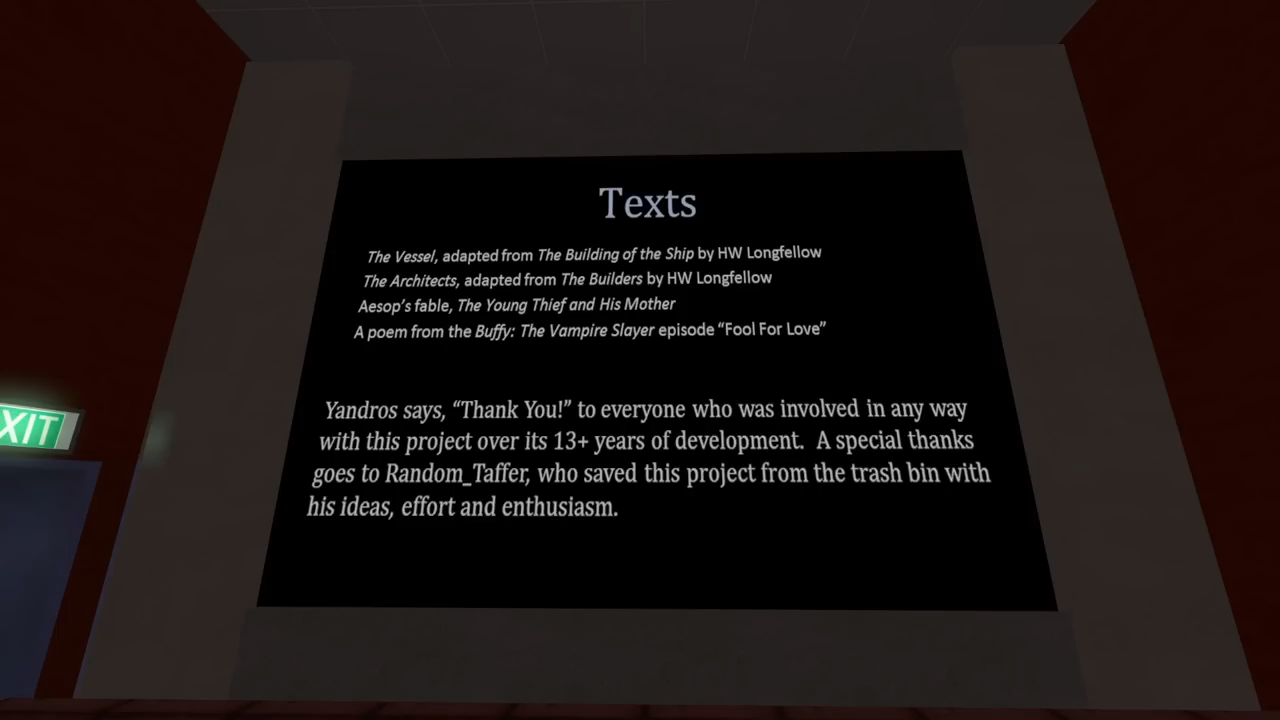 Texts
The Vessel, adapted from The Building of the Ship by HW Longfellow
The Architects, adapted from The Builders by HW Longfellow
Aesop's fable, The Young Thief and His Mother
A poem from the Buffy: The Vampire Slayer episode “Fool For Love”
Yandros says, “Thank You!” to everyone who was involved in any way
with this project over its 13+ years of development.  A special thanks
goes to Random_Taffer, who saved this project from the trash bin with
his ideas, effort and enthusiasm.
XIT